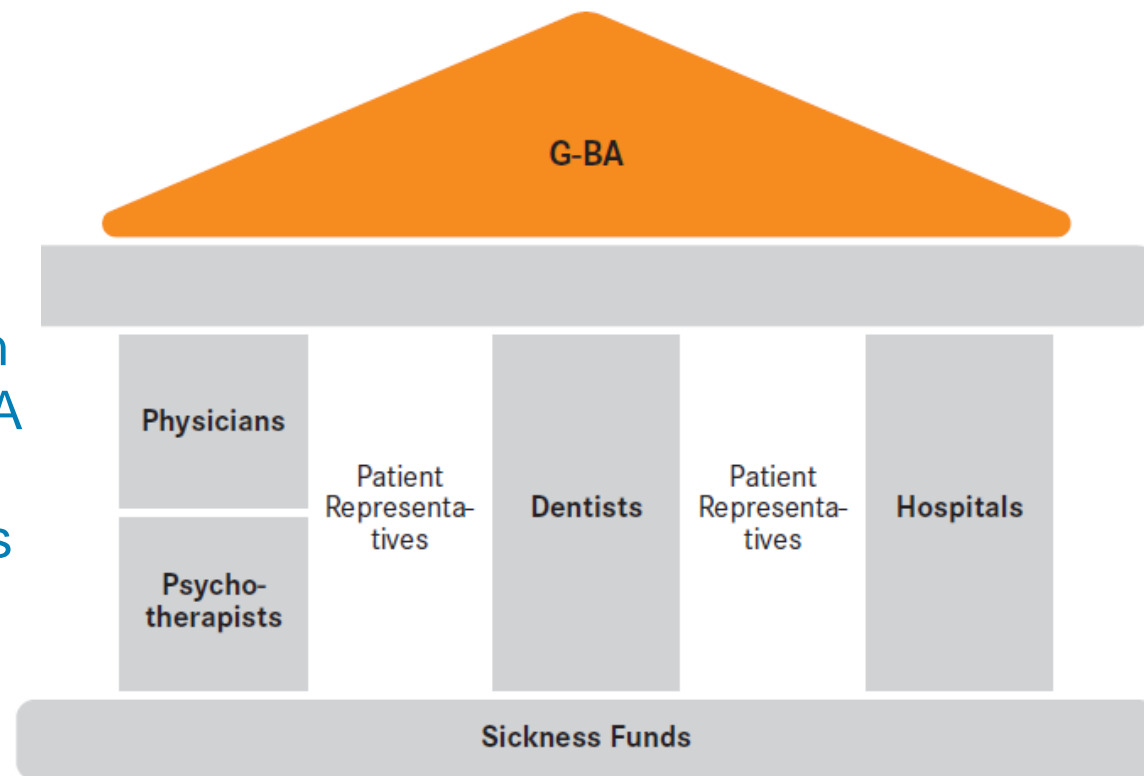 G-BA
Physicians
Psycho-
therapists
Patient
Representa-
tives
Dentists
Patient
Representa-
tives
Hospitals
Sickness Funds